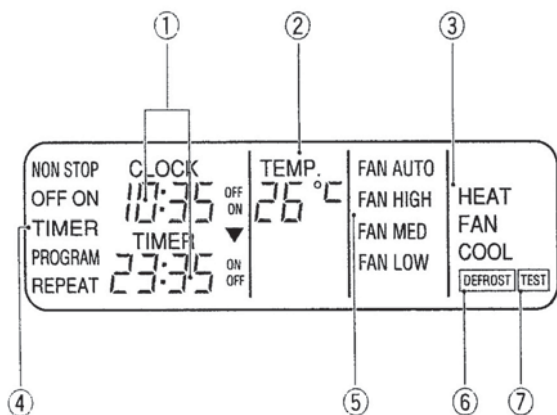 ① ② ③
NON STOP
OFF ON
TIMER
PROGRAM
REPEAT
CLOCK
10:35 OFF ON
TIMER
23:35 ON OFF
TEMP.
26 °C
FAN AUTO
FAN HIGH
FAN MED
FAN LOW
HEAT
FAN
COOL
DEFROST TEST
④ ⑤ ⑥ ⑦